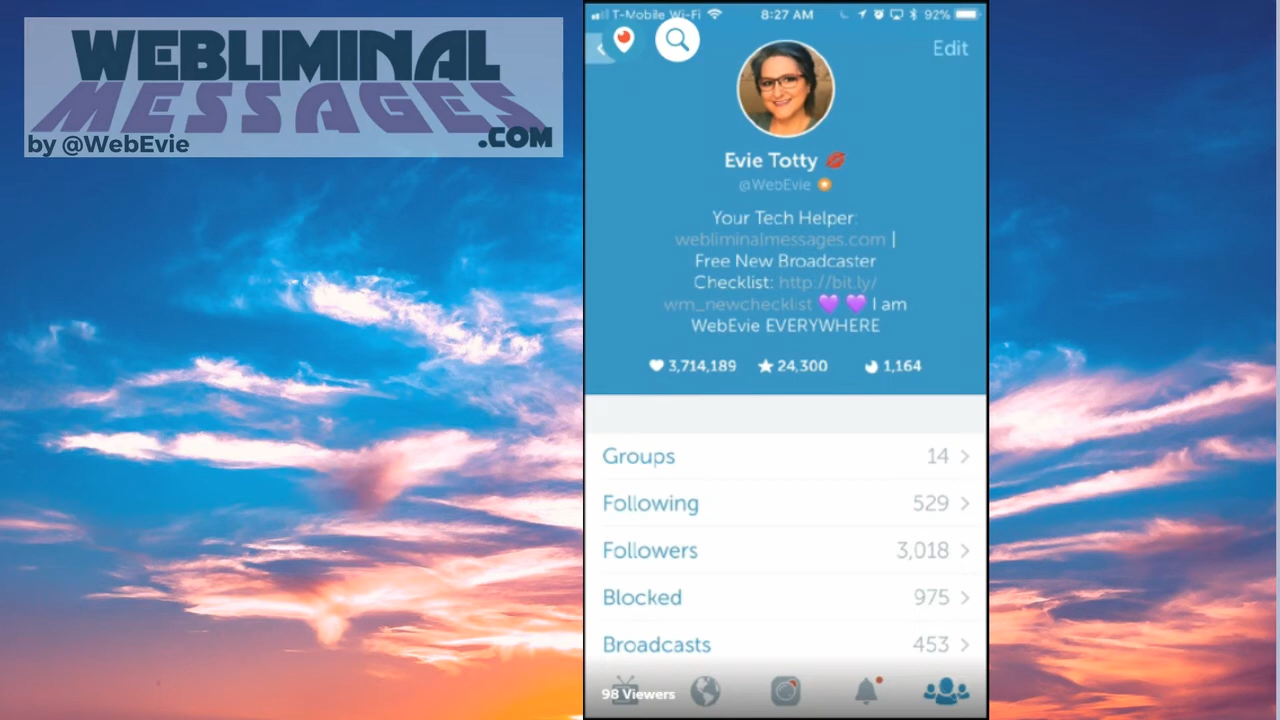 WEBLIMINAL
MESSAGES
.COM
by @WebEvie
T-Mobile Wi-Fi 8:27 AM 92%
Edit
Evie Totty 💋
@WebEvie
Your Tech Helper:
webliminalmessages.com |
Free New Broadcaster
Checklist: http://bit.ly/
wm_newchecklist 💜 💜 I am
WebEvie EVERYWHERE
3,714,189 24,300 1,164
Groups 14
Following 529
Followers 3,018
Blocked 975
Broadcasts 453
98 Viewers